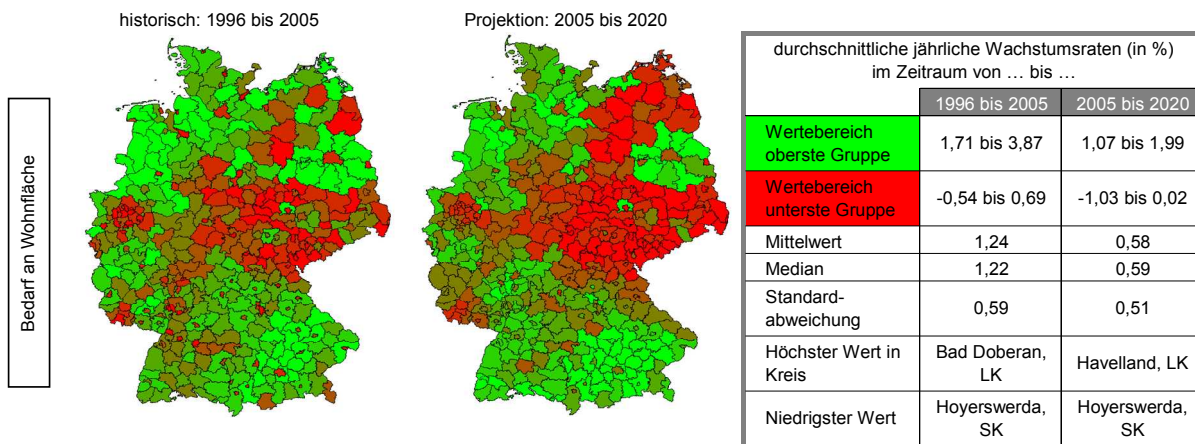 historisch: 1996 bis 2005
Projektion: 2005 bis 2020
Bedarf an Wohnfläche
durchschnittliche jährliche Wachstumsraten (in %)
im Zeitraum von … bis …
1996 bis 2005 2005 bis 2020
Wertebereich
oberste Gruppe
1,71 bis 3,87 1,07 bis 1,99
Wertebereich
unterste Gruppe
-0,54 bis 0,69 -1,03 bis 0,02
Mittelwert 1,24 0,58
Median 1,22 0,59
Standard-
abweichung
0,59 0,51
Höchster Wert in
Kreis
Bad Doberan,
LK
Havelland, LK
Niedrigster Wert
Hoyerswerda,
SK
Hoyerswerda,
SK